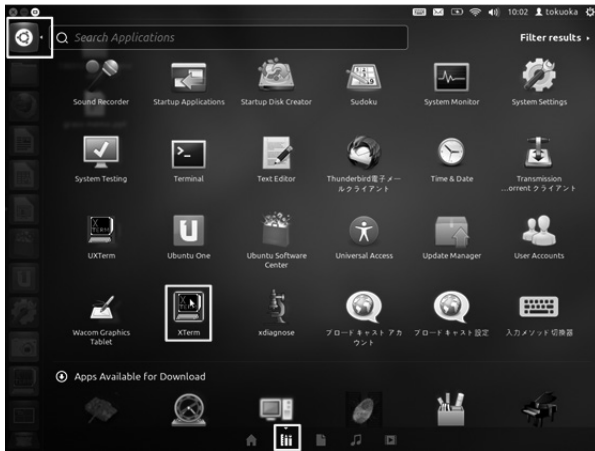 10:02 tokuoka
Search Applications
Filter results
Sound Recorder
Startup Applications
Startup Disk Creator
Sudoku
System Monitor
System Settings
System Testing
Terminal
Text Editor
Thunderbird電子メー
ルクライアント
Time & Date
Transmission
...orrent クライアント
UXTerm
Ubuntu One
Ubuntu Software
Center
Universal Access
Update Manager
User Accounts
Wacom Graphics
Tablet
XTerm
xdiagnose
ブロードキャスト アカ
ウント
ブロードキャスト設定
入力メソッド切換器
Apps Available for Download